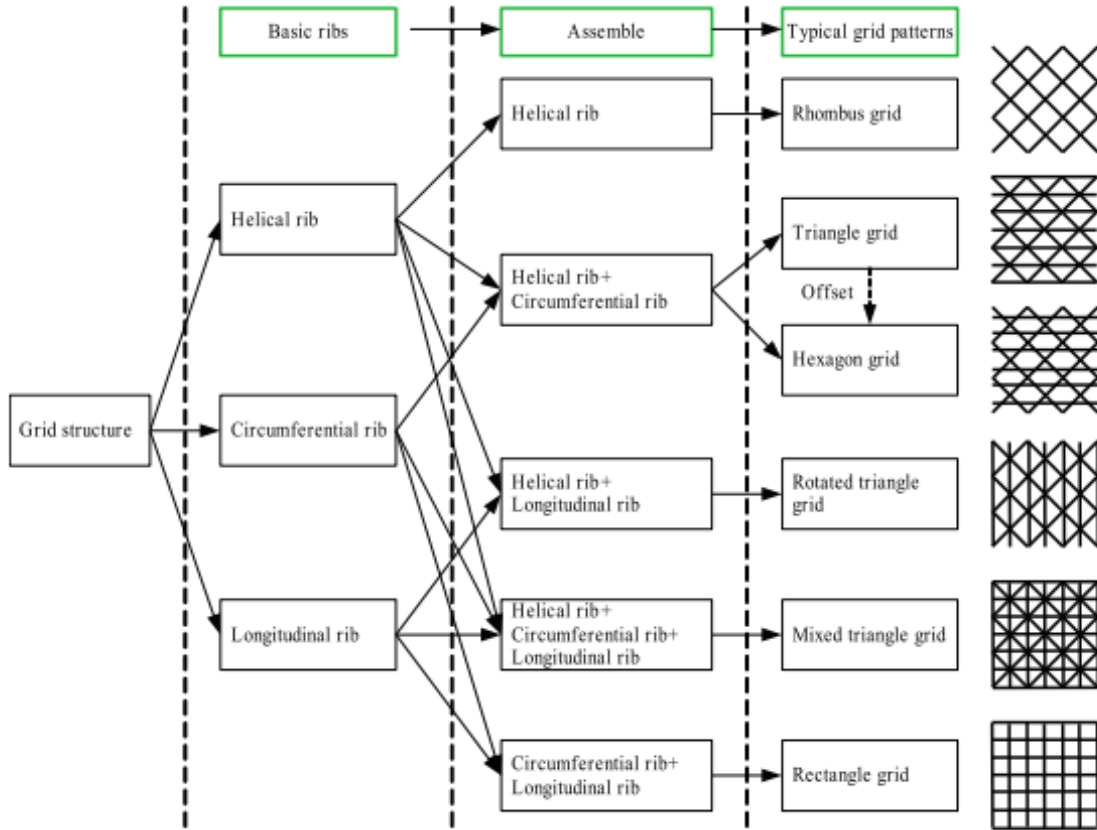 Basic ribs
Assemble
Typical grid patterns
Helical rib
Rhombus grid
Helical rib
Triangle grid
Helical rib+
Circumferential rib
Offset
Hexagon grid
Grid structure
Circumferential rib
Helical rib+
Longitudinal rib
Rotated triangle
grid
Longitudinal rib
Helical rib+
Circumferential rib+
Longitudinal rib
Mixed triangle grid
Circumferential rib+
Longitudinal rib
Rectangle grid